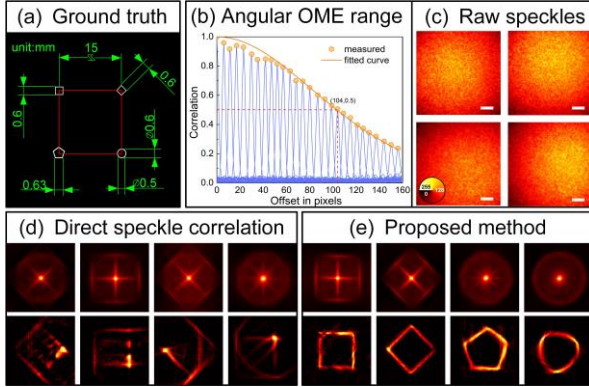 (a) Ground truth
unit:mm
15
0.6
0.6
Ø0.6
0.63
Ø0.5
(b) Angular OME range
Correlation
1.0
0.8
0.6
0.4
0.2
0.0
measured
fitted curve
(104,0.5)
0 20 40 60 80 100 120 140 160
Offset in pixels
(c) Raw speckles
255
128
0
(d) Direct speckle correlation
(e) Proposed method